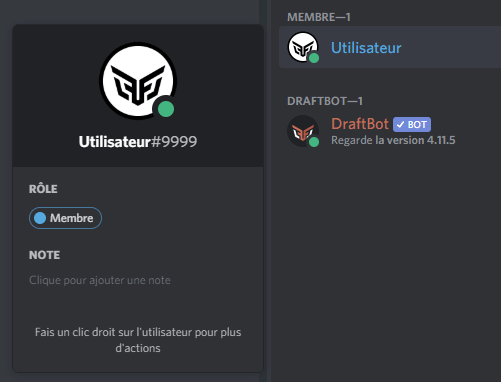 Utilisateur#9999
RÔLE
Membre
NOTE
Clique pour ajouter une note
Fais un clic droit sur l'utilisateur pour plus
d'actions
MEMBRE—1
Utilisateur
DRAFTBOT—1
DraftBot ✓ BOT
Regarde la version 4.11.5